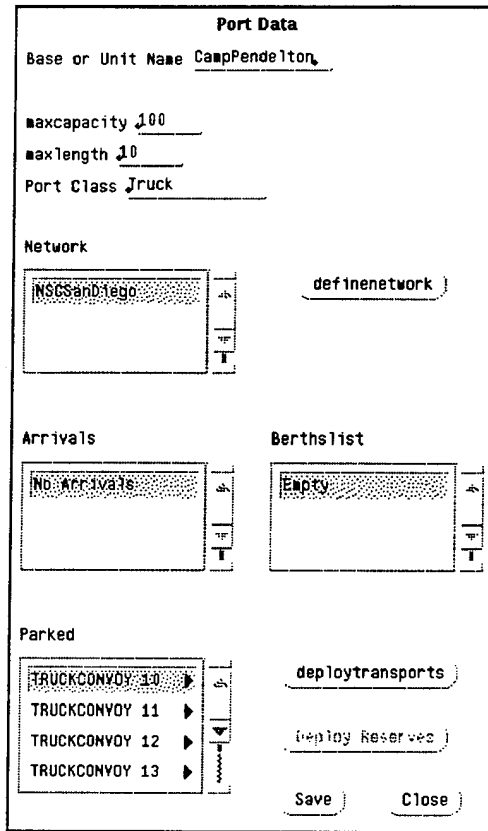 Port Data
Base or Unit Name CampPendelton
maxcapacity 100
maxlength 10
Port Class Truck
Network
NSCSanDiego
definenetwork
Arrivals
Berthslist
No Arrivals
Empty
Parked
TRUCKCONVOY 10
TRUCKCONVOY 11
TRUCKCONVOY 12
TRUCKCONVOY 13
deploytransports
Deploy Reserves
Save
Close